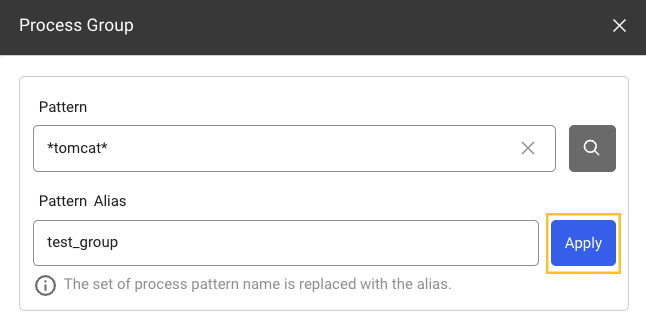 Process Group
Pattern
*tomcat*
Pattern Alias
test_group
Apply
The set of process pattern name is replaced with the alias.